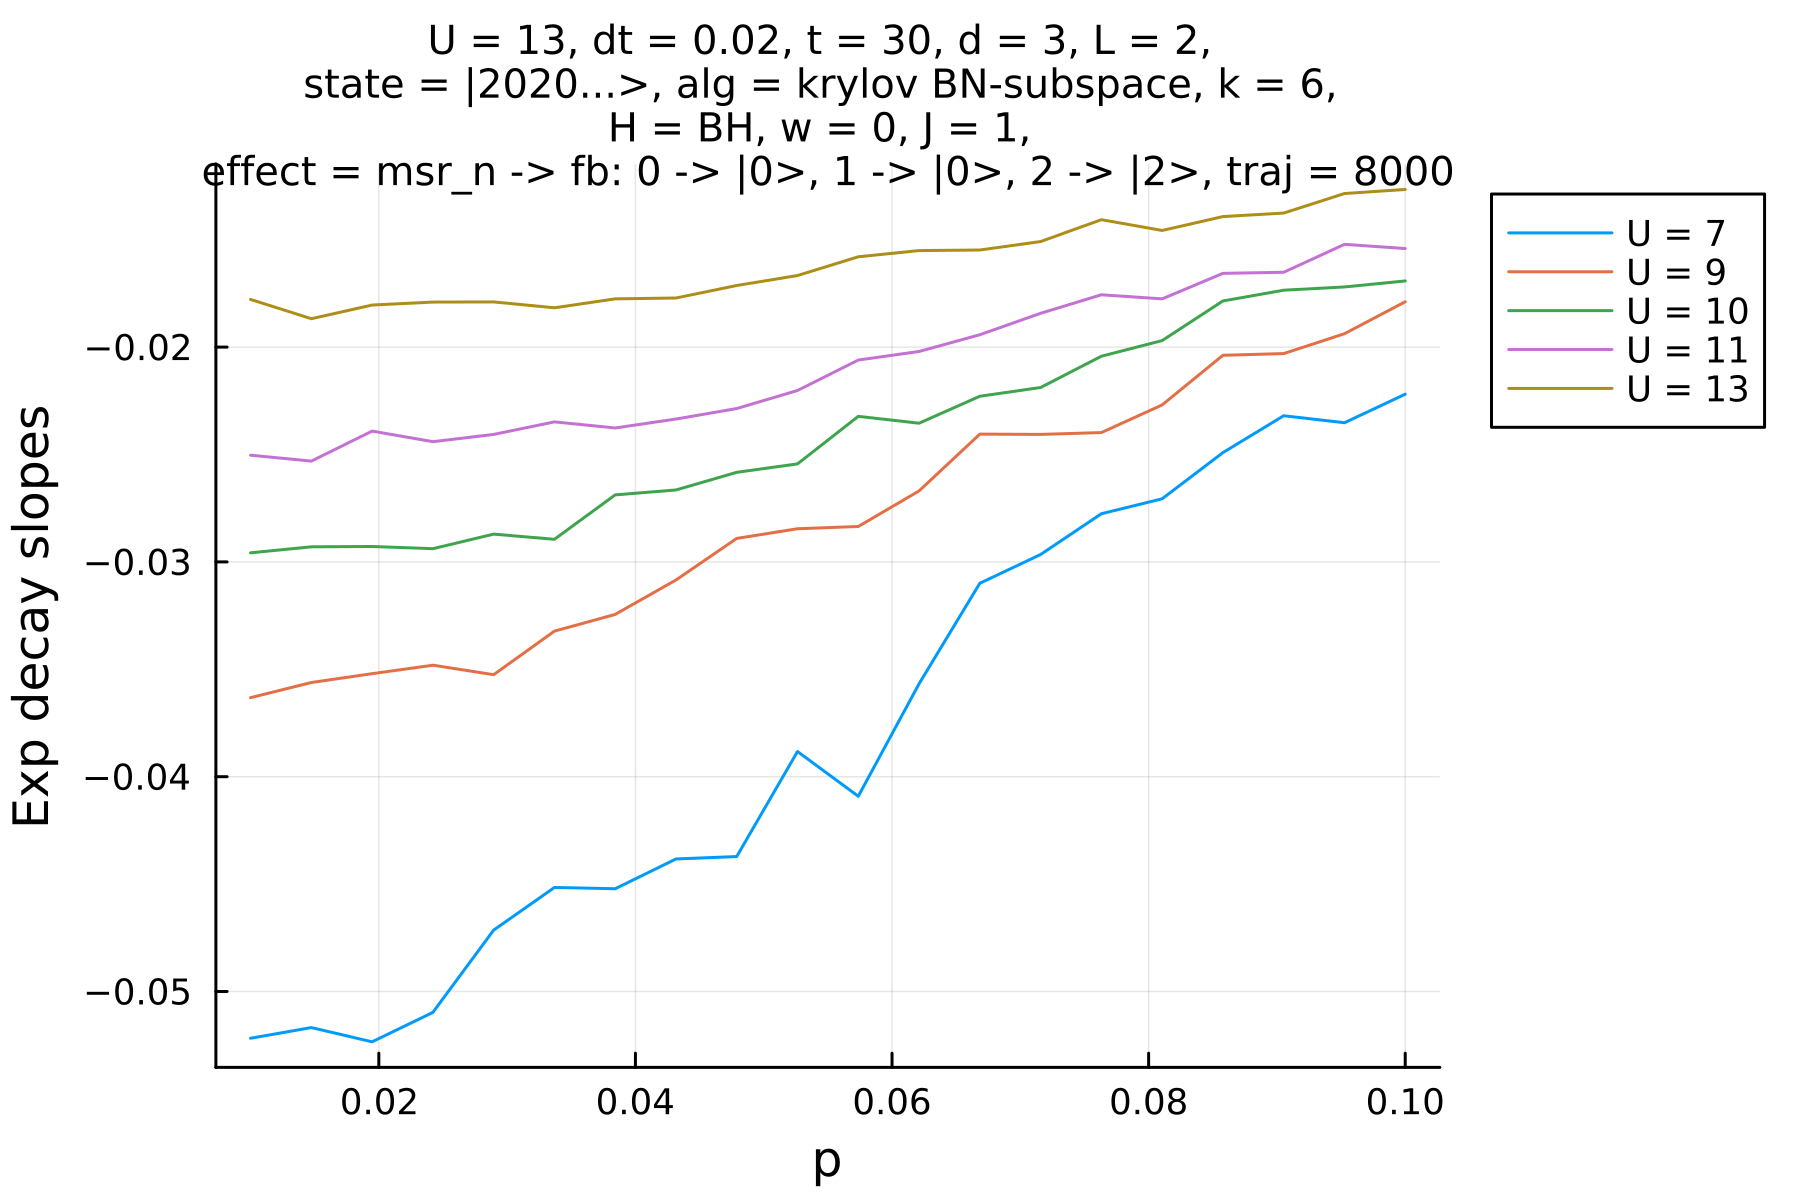 U = 13, dt = 0.02, t = 30, d = 3, L = 2,
state = |2020...>, alg = krylov BN-subspace, k = 6,
H = BH, w = 0, J = 1,
effect = msr_n -> fb: 0 -> |0>, 1 -> |0>, 2 -> |2>, traj = 8000
U = 7
U = 9
U = 10
U = 11
U = 13
Exp decay slopes
−0.02
−0.03
−0.04
−0.05
0.02 0.04 0.06 0.08 0.10
p